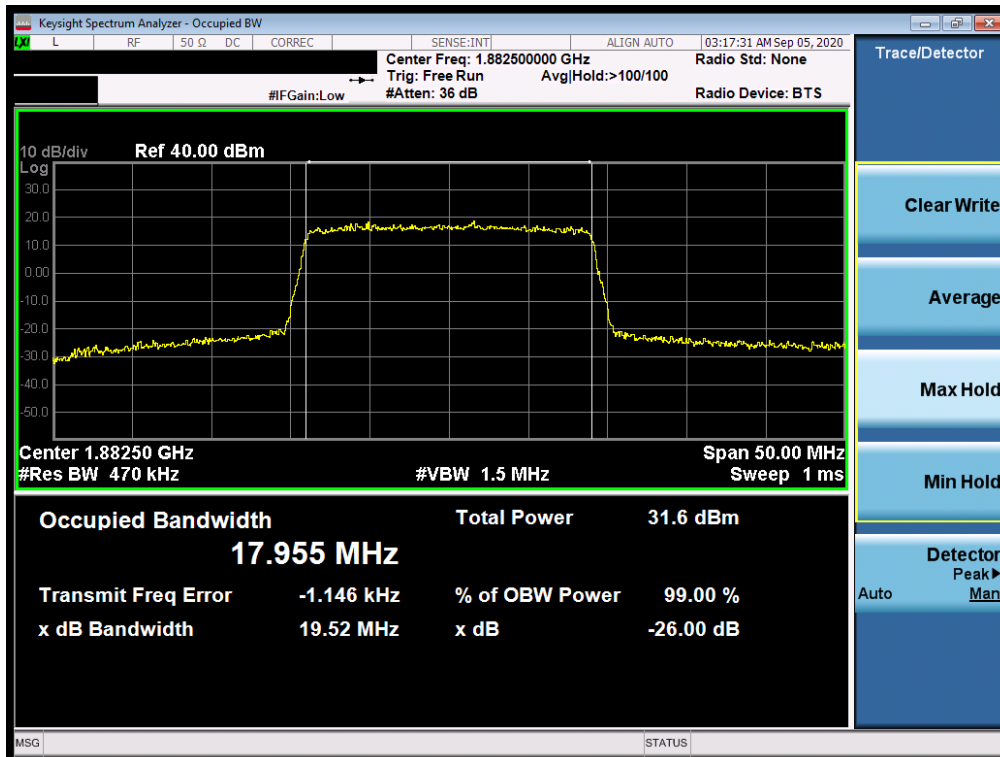 Keysight Spectrum Analyzer - Occupied BW
LXI L RF 50 Ω DC CORREC SENSE:INT ALIGN AUTO 03:17:31 AM Sep 05, 2020
Center Freq: 1.882500000 GHz Radio Std: None
Trig: Free Run Avg|Hold:>100/100
#IFGain:Low #Atten: 36 dB Radio Device: BTS
10 dB/div Ref 40.00 dBm
Log
30.0
20.0
10.0
0.00
-10.0
-20.0
-30.0
-40.0
-50.0
Center 1.88250 GHz Span 50.00 MHz
#Res BW 470 kHz #VBW 1.5 MHz Sweep 1 ms
Occupied Bandwidth Total Power 31.6 dBm
17.955 MHz
Transmit Freq Error -1.146 kHz % of OBW Power 99.00 %
x dB Bandwidth 19.52 MHz x dB -26.00 dB
MSG STATUS
Trace/Detector
Clear Write
Average
Max Hold
Min Hold
Detector
Peak▶
Auto Man